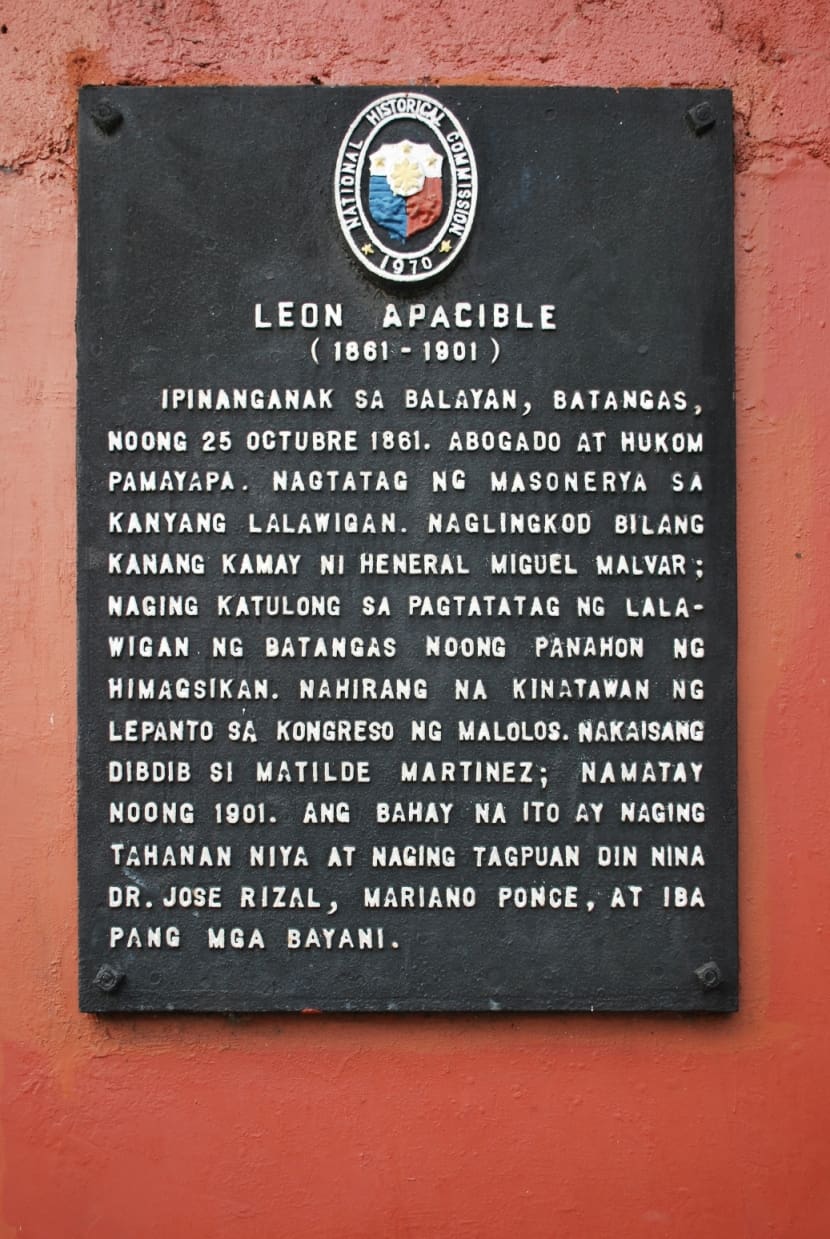 NATIONAL HISTORICAL COMMISSION
1970
LEON APACIBLE
(1861-1901)
IPINANGANAK SA BALAYAN, BATANGAS,
NOONG 25 OCTUBRE 1861. ABOGADO AT HUKOM
PAMAYAPA. NAGTATAG NG MASONERYA SA
KANYANG LALAWIGAN. NAGLINGKOD BILANG
KANANG KAMAY NI HENERAL MIGUEL MALVAR;
NAGING KATULONG SA PAGTATATAG NG LALA-
WIGAN NG BATANGAS NOONG PANAHON NG
HIMAGSIKAN. NAHIRANG NA KINATAWAN NG
LEPANTO SA KONGRESO NG MALOLOS. NAKAISANG
DIBDIB SI MATILDE MARTINEZ; NAMATAY
NOONG 1901. ANG BAHAY NA ITO AY NAGING
TAHANAN NIYA AT NAGING TAGPUAN DIN NINA
DR. JOSE RIZAL, MARIANO PONCE, AT IBA
PANG MGA BAYANI.